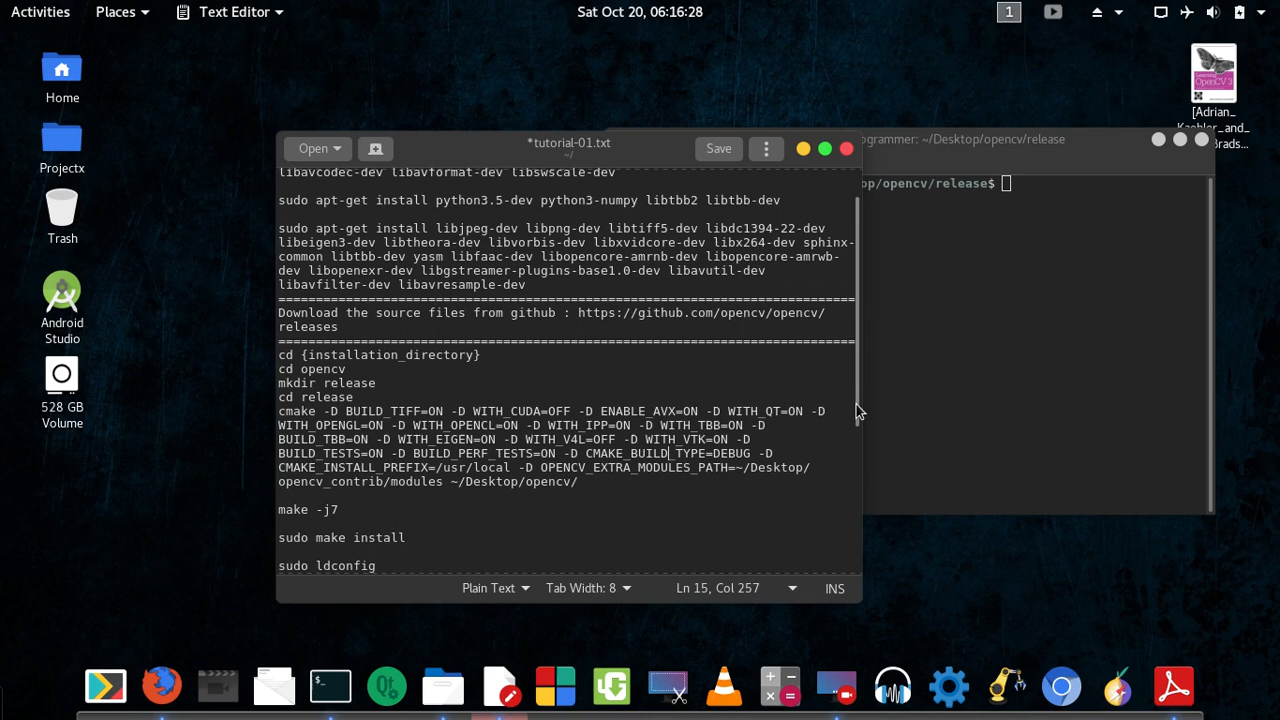 Activities
Places
Text Editor
Sat Oct 20, 06:16:28
1
Home
Projectx
Trash
Android
Studio
528 GB
Volume
Learning
OpenCV 3
[Adrian_
Kaehler_and_
Brads...
Open
*tutorial-01.txt
~/
Save
ogrammer: ~/Desktop/opencv/release
op/opencv/release$
libavcodec-dev libavformat-dev libswscale-dev
sudo apt-get install python3.5-dev python3-numpy libtbb2 libtbb-dev
sudo apt-get install libjpeg-dev libpng-dev libtiff5-dev libdc1394-22-dev
libeigen3-dev libtheora-dev libvorbis-dev libxvidcore-dev libx264-dev sphinx-
common libtbb-dev yasm libfaac-dev libopencore-amrnb-dev libopencore-amrwb-
dev libopenexr-dev libgstreamer-plugins-base1.0-dev libavutil-dev
libavfilter-dev libavresample-dev
=============================================================================
Download the source files from github : https://github.com/opencv/opencv/
releases
=============================================================================
cd {installation_directory}
cd opencv
mkdir release
cd release
cmake -D BUILD_TIFF=ON -D WITH_CUDA=OFF -D ENABLE_AVX=ON -D WITH_QT=ON -D
WITH_OPENGL=ON -D WITH_OPENCL=ON -D WITH_IPP=ON -D WITH_TBB=ON -D
BUILD_TBB=ON -D WITH_EIGEN=ON -D WITH_V4L=OFF -D WITH_VTK=ON -D
BUILD_TESTS=ON -D BUILD_PERF_TESTS=ON -D CMAKE_BUILD_TYPE=DEBUG -D
CMAKE_INSTALL_PREFIX=/usr/local -D OPENCV_EXTRA_MODULES_PATH=~/Desktop/
opencv_contrib/modules ~/Desktop/opencv/
make -j7
sudo make install
sudo ldconfig
Plain Text
Tab Width: 8
Ln 15, Col 257
INS
$_
Qt